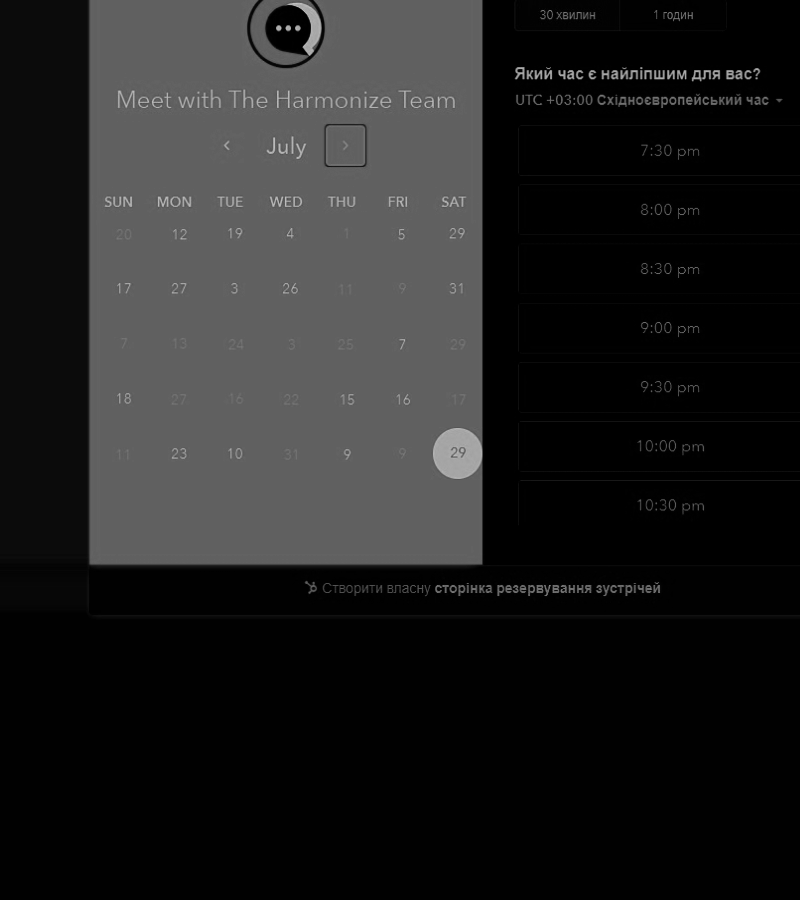 30 хвилин 1 годин
Який час є найліпшим для вас?
UTC +03:00 Східноєвропейський час
Meet with The Harmonize Team
July
SUN MON TUE WED THU FRI SAT
20 12 19 4 1 5 29
17 27 3 26 11 9 31
7 13 24 3 25 7 29
18 27 16 22 15 16 17
11 23 10 31 9 9 29
7:30 pm
8:00 pm
8:30 pm
9:00 pm
9:30 pm
10:00 pm
10:30 pm
Створити власну сторінка резервування зустрічей